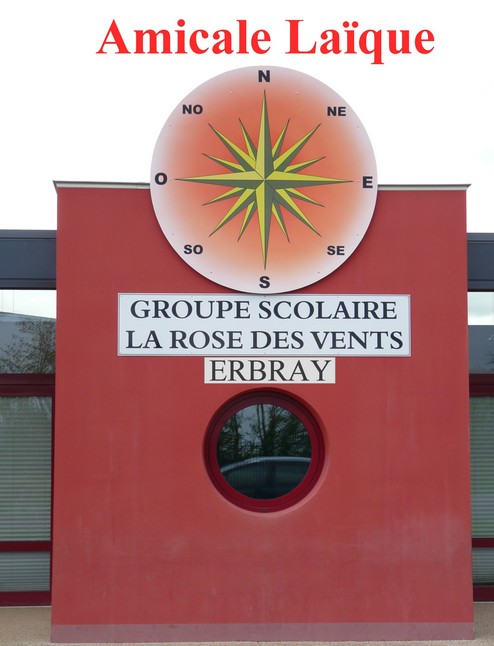 Amicale Laïque
N
NO
NE
O
E
SO
SE
S
GROUPE SCOLAIRE
LA ROSE DES VENTS
ERBRAY